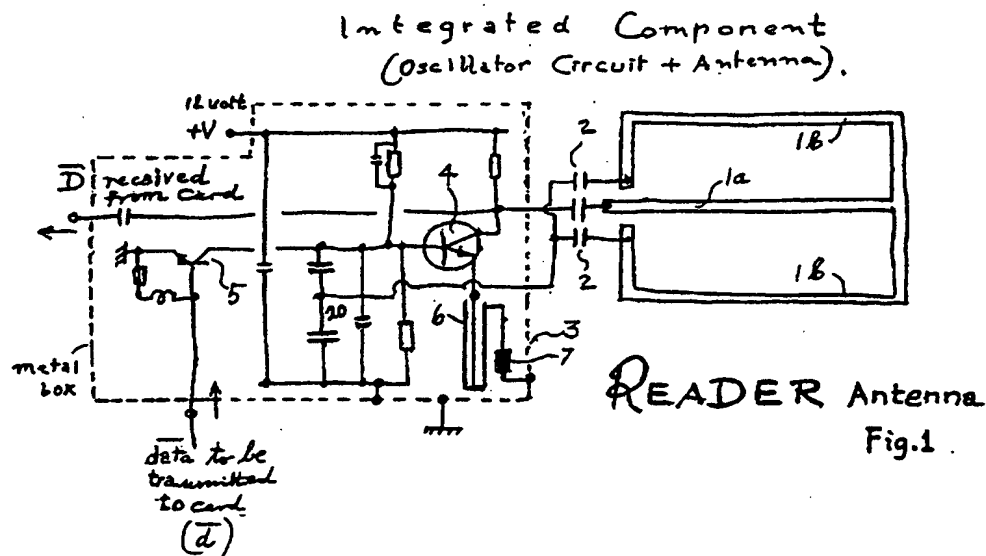 Integrated Component
(Oscillator Circuit + Antenna).
12 volt
+V
D̅ received
from card
metal
box
data to be
transmitted
to card
(d̅)
5
20
4
6
3
7
2
2
1b
1a
1b
READER Antenna
Fig.1